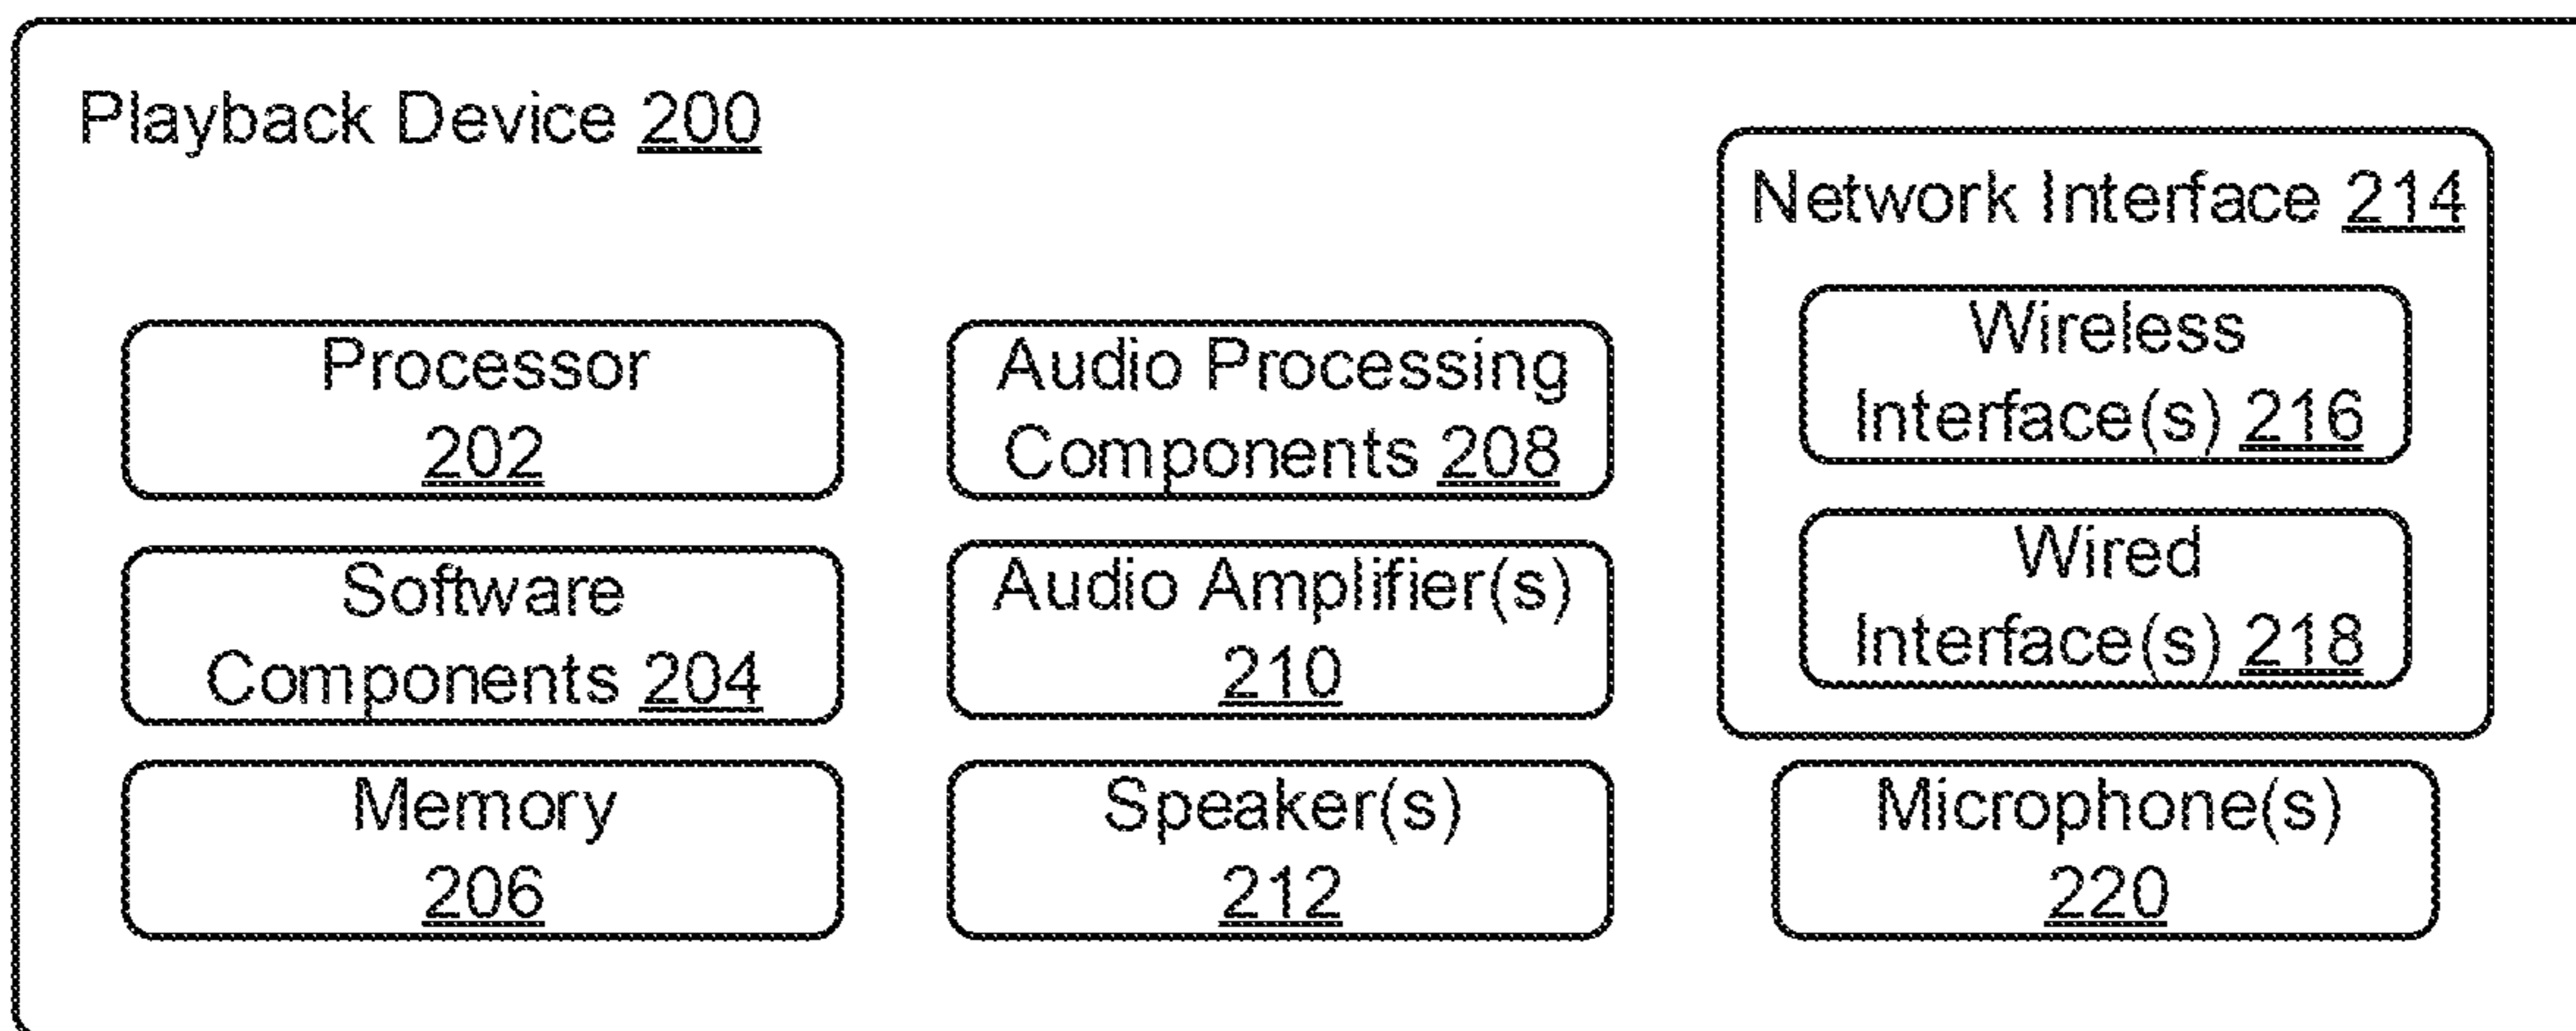 Playback Device 200
Processor
202
Software
Components 204
Memory
206
Audio Processing
Components 208
Audio Amplifier(s)
210
Speaker(s)
212
Network Interface 214
Wireless
Interface(s) 216
Wired
Interface(s) 218
Microphone(s)
220